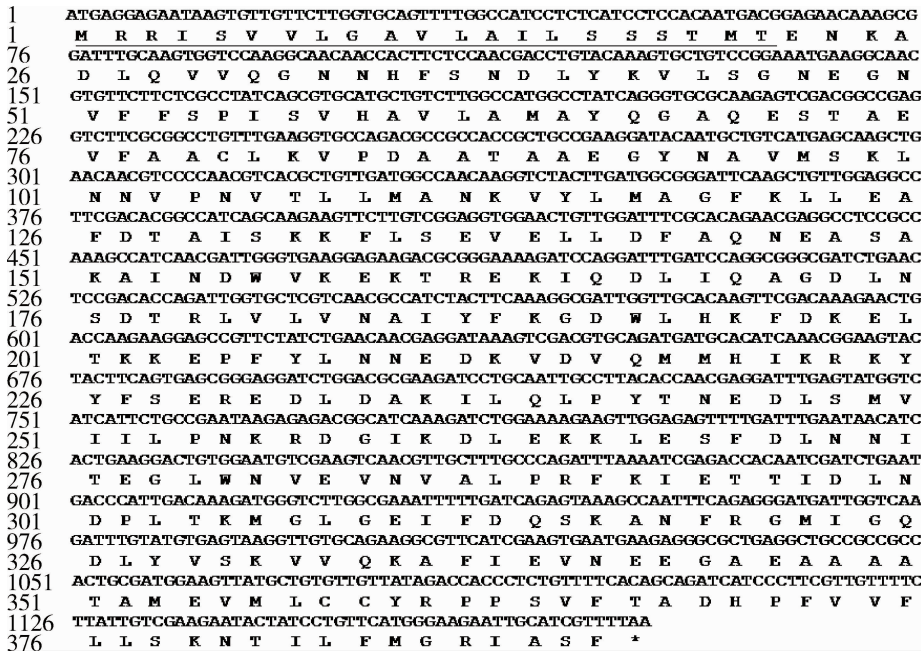 1 ATGAGGAGAATAAGTGTTGTTCTTGGTGCAGTTTTGGCCATCCTCTCATCCTCCACAATGACGGAGAACAAAGCG
1 M R R I S V V L G A V L A I L S S S T M T E N K A
76 GATTTGCAAGTGGTCCAAGGCAACAACCACTTCTCCAACGACCTGTACAAAGTGCTGTCCGGAAATGAAGGCAAC
26 D L Q V V Q G N N H F S N D L Y K V L S G N E G N
151 GTGTTCTTCTCGCCTATCAGCGTGCATGCTGTCTTGGCCATGGCCTATCAGGGTGCGCAAGAGTCGACGGCCGAG
51 V F F S P I S V H A V L A M A Y Q G A Q E S T A E
226 GTCTTCGCGGCCTGTTTGAAGGTGCCAGACGCCGCCACCGCTGCCGAAGGATACAATGCTGTCATGAGCAAGCTG
76 V F A A C L K V P D A A T A A E G Y N A V M S K L
301 AACAACGTCCCCAACGTCACGCTGTTGATGGCCAACAAGGTCTACTTGATGGCGGGATTCAAGCTGTTGGAGGCC
101 N N V P N V T L L M A N K V Y L M A G F K L L E A
376 TTCGACACGGCCATCAGCAAGAAGTTCTTGTCGGAGGTGGAACTGTTGGATTTCGCACAGAACGAGGCCTCCGCC
126 F D T A I S K K F L S E V E L L D F A Q N E A S A
451 AAAGCCATCAACGATTGGGTGAAGGAGAAGACGCGGGAAAAGATCCAGGATTTGATCCAGGCGGGCGATCTGAAC
151 K A I N D W V K E K T R E K I Q D L I Q A G D L N
526 TCCGACACCAGATTGGTGCTCGTCAACGCCATCTACTTCAAAGGCGATTGGTTGCACAAGTTCGACAAAGAACTG
176 S D T R L V L V N A I Y F K G D W L H K F D K E L
601 ACCAAGAAGGAGCCGTTCTATCTGAACAACGAGGATAAAGTCGACGTGCAGATGATGCACATCAAACGGAAGTAC
201 T K K E P F Y L N N E D K V D V Q M M H I K R K Y
676 TACTTCAGTGAGCGGGAGGATCTGGACGCGAAGATCCTGCAATTGCCTTACACCAACGAGGATTTGAGTATGGTC
226 Y F S E R E D L D A K I L Q L P Y T N E D L S M V
751 ATCATTCTGCCGAATAAGAGAGACGGCATCAAAGATCTGGAAAAGAAGTTGGAGAGTTTTGATTTGAATAACATC
251 I I L P N K R D G I K D L E K K L E S F D L N N I
826 ACTGAAGGACTGTGGAATGTCGAAGTCAACGTTGCTTTGCCCAGATTTAAAATCGAGACCACAATCGATCTGAAT
276 T E G L W N V E V N V A L P R F K I E T T I D L N
901 GACCCATTGACAAAGATGGGTCTTGGCGAAATTTTTGATCAGAGTAAAGCCAATTTCAGAGGGATGATTGGTCAA
301 D P L T K M G L G E I F D Q S K A N F R G M I G Q
976 GATTTGTATGTGAGTAAGGTTGTGCAGAAGGCGTTCATCGAAGTGAATGAAGAGGGCGCTGAGGCTGCCGCCGCC
326 D L Y V S K V V Q K A F I E V N E E G A E A A A A
1051 ACTGCGATGGAAGTTATGCTGTGTTGTTATAGACCACCCTCTGTTTTCACAGCAGATCATCCCTTCGTTGTTTTC
351 T A M E V M L C C Y R P P S V F T A D H P F V V F
1126 TTATTGTCGAAGAATACTATCCTGTTCATGGGAAGAATTGCATCGTTTTAA
376 L L S K N T I L F M G R I A S F *